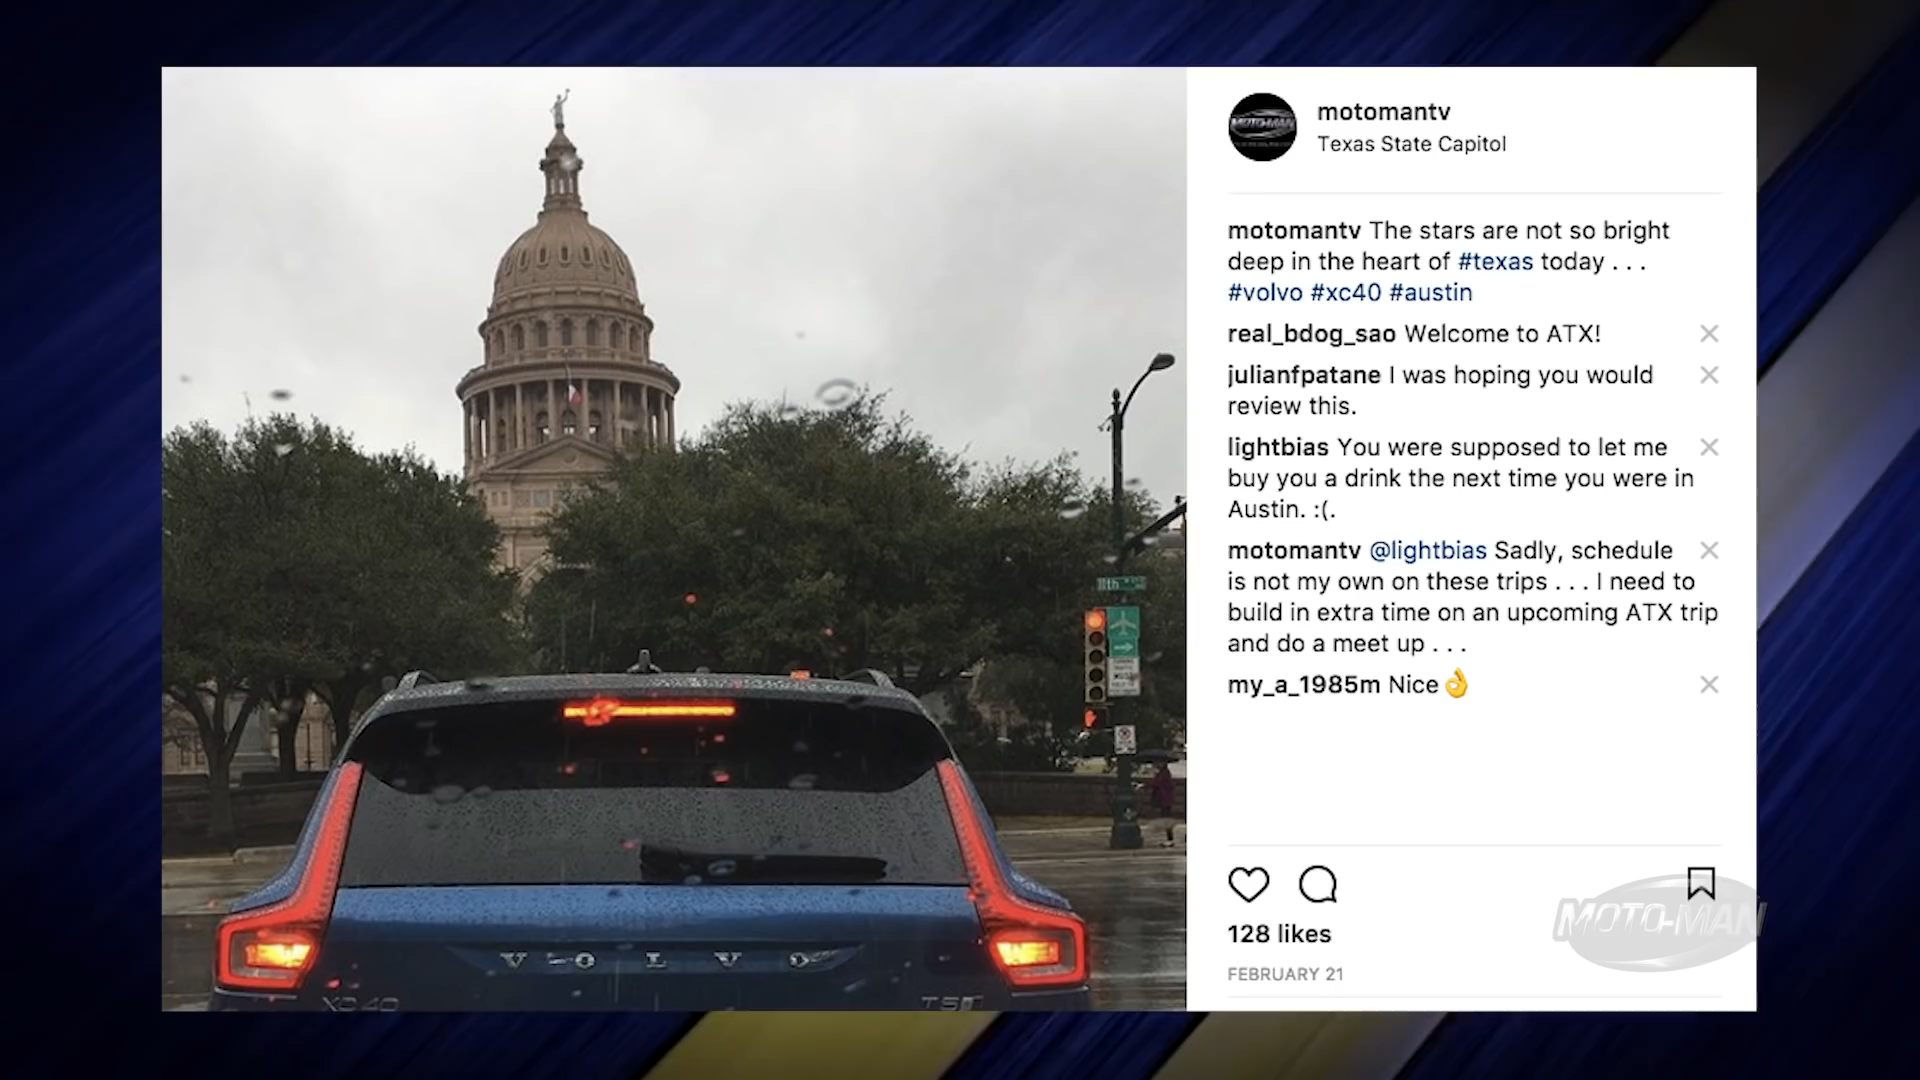 motomantv
Texas State Capitol
motomantv The stars are not so bright
deep in the heart of #texas today . . .
#volvo #xc40 #austin
real_bdog_sao Welcome to ATX!
julianfpatane I was hoping you would
review this.
lightbias You were supposed to let me
buy you a drink the next time you were in
Austin. :(.
motomantv @lightbias Sadly, schedule
is not my own on these trips . . . I need to
build in extra time on an upcoming ATX trip
and do a meet up . . .
my_a_1985m Nice👌
128 likes
FEBRUARY 21
MOTO-MAN
MOTO-MAN
11th
VOLVO
XC40
T5